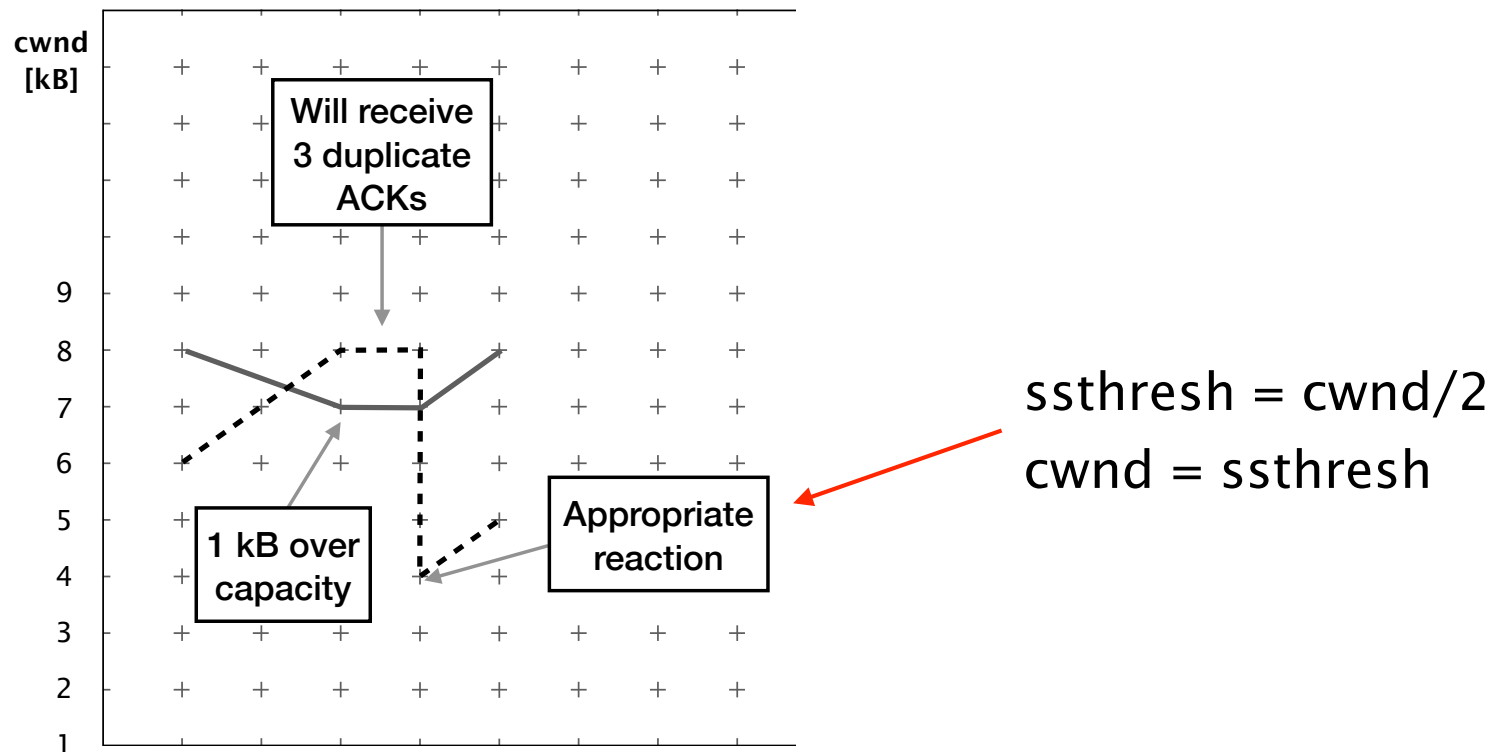 cwnd
[kB]
Will receive
3 duplicate
ACKs
9
8
7
6
5
4
3
2
1
1 kB over
capacity
Appropriate
reaction
ssthresh = cwnd/2
cwnd = ssthresh